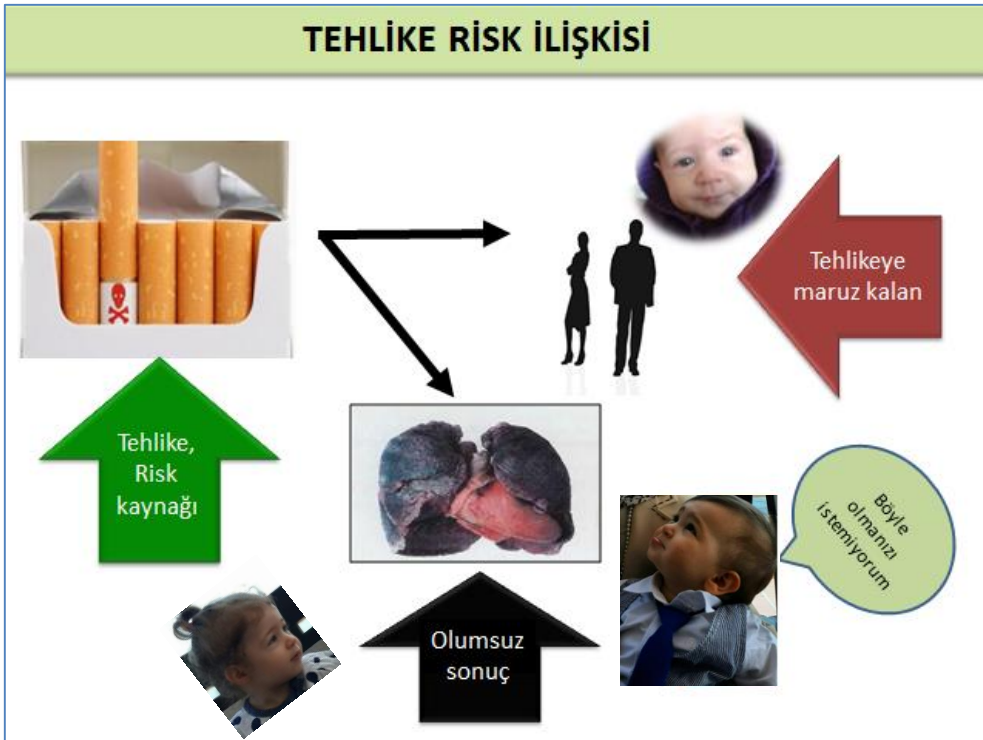 TEHLİKE RİSK İLİŞKİSİ
Tehlikeye
maruz kalan
Tehlike,
Risk
kaynağı
Böyle
olmanızı
istemiyorum
Olumsuz
sonuç